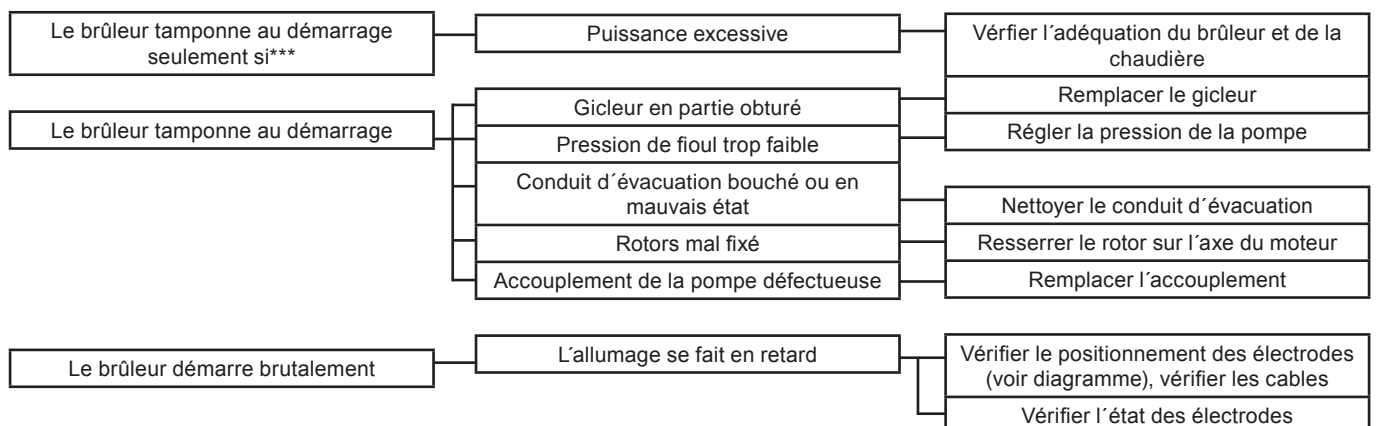 Le brûleur tamponne au démarrage
seulement si***
Puissance excessive
Vérfier l´adéquation du brûleur et de la
chaudière
Le brûleur tamponne au démarrage
Gicleur en partie obturé
Remplacer le gicleur
Pression de fioul trop faible
Régler la pression de la pompe
Conduit d´évacuation bouché ou en
mauvais état
Nettoyer le conduit d´évacuation
Rotors mal fixé
Resserrer le rotor sur l´axe du moteur
Accouplement de la pompe défectueuse
Remplacer l´accouplement
Le brûleur démarre brutalement
L´allumage se fait en retard
Vérifier le positionnement des électrodes
(voir diagramme), vérifier les cables
Vérifier l´état des électrodes